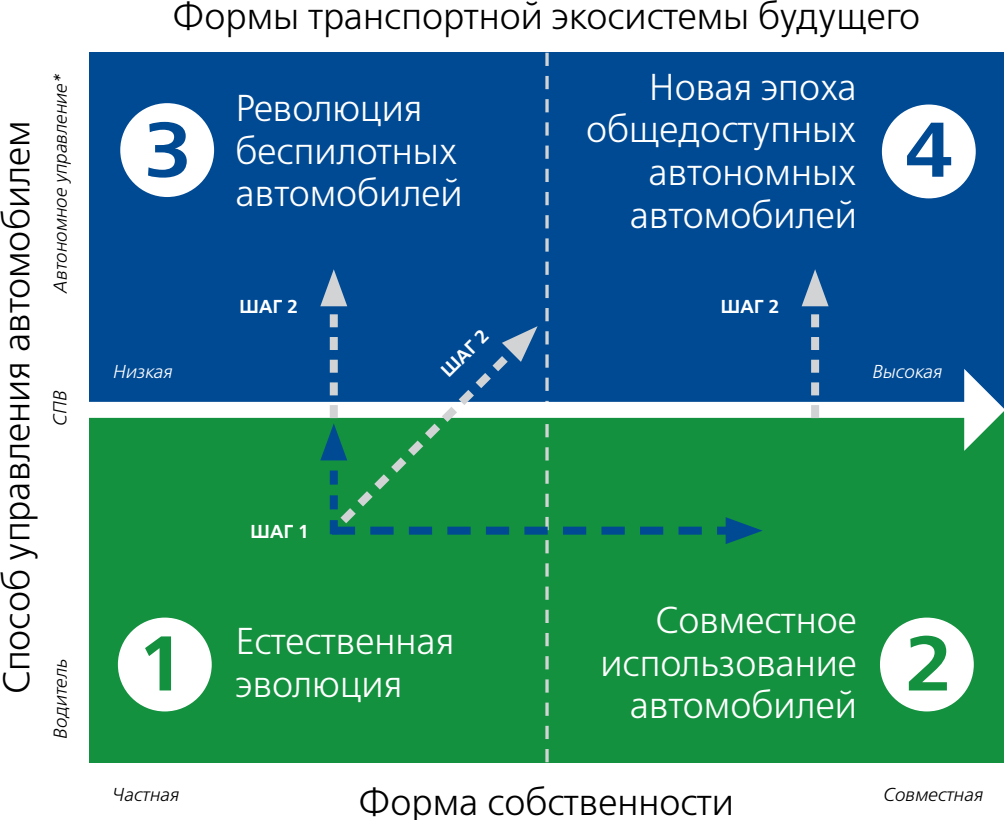 Формы транспортной экосистемы будущего
Способ управления автомобилем
Автономное управление*
СПВ
Водитель
3
Революция
беспилотных
автомобилей
Новая эпоха
общедоступных
автономных
автомобилей
4
ШАГ 2
ШАГ 2
ШАГ 2
Низкая
Высокая
ШАГ 1
1
Естественная
эволюция
Совместное
использование
автомобилей
2
Частная
Форма собственности
Совместная